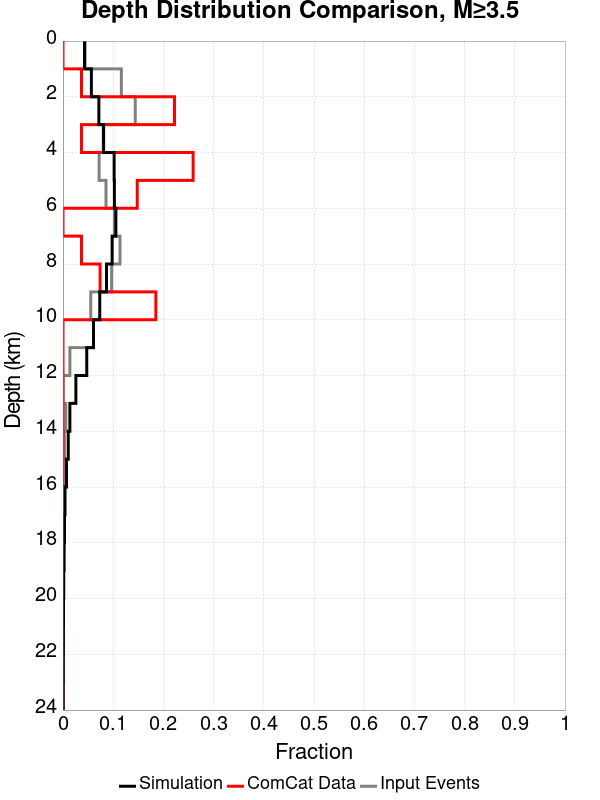 Depth Distribution Comparison, M≥3.5
0
2
4
6
8
10
12
14
16
18
20
22
24
Depth (km)
0 0.1 0.2 0.3 0.4 0.5 0.6 0.7 0.8 0.9 1
Fraction
Simulation ComCat Data Input Events